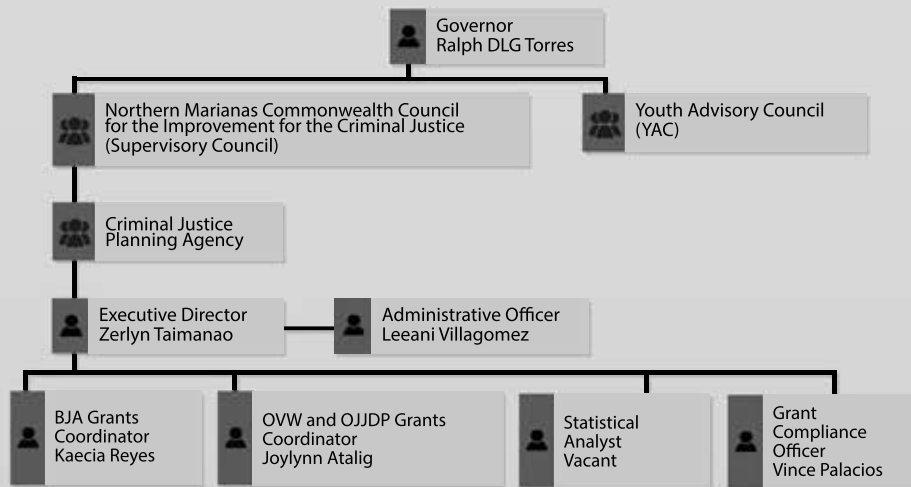 Governor
Ralph DLG Torres
Northern Marianas Commonwealth Council
for the Improvement for the Criminal Justice
(Supervisory Council)
Youth Advisory Council
(YAC)
Criminal Justice
Planning Agency
Executive Director
Zerlyn Taimanao
Administrative Officer
Leeani Villagomez
BJA Grants
Coordinator
Kaecia Reyes
OVW and OJJDP Grants
Coordinator
Joylynn Atalig
Statistical
Analyst
Vacant
Grant
Compliance
Officer
Vince Palacios